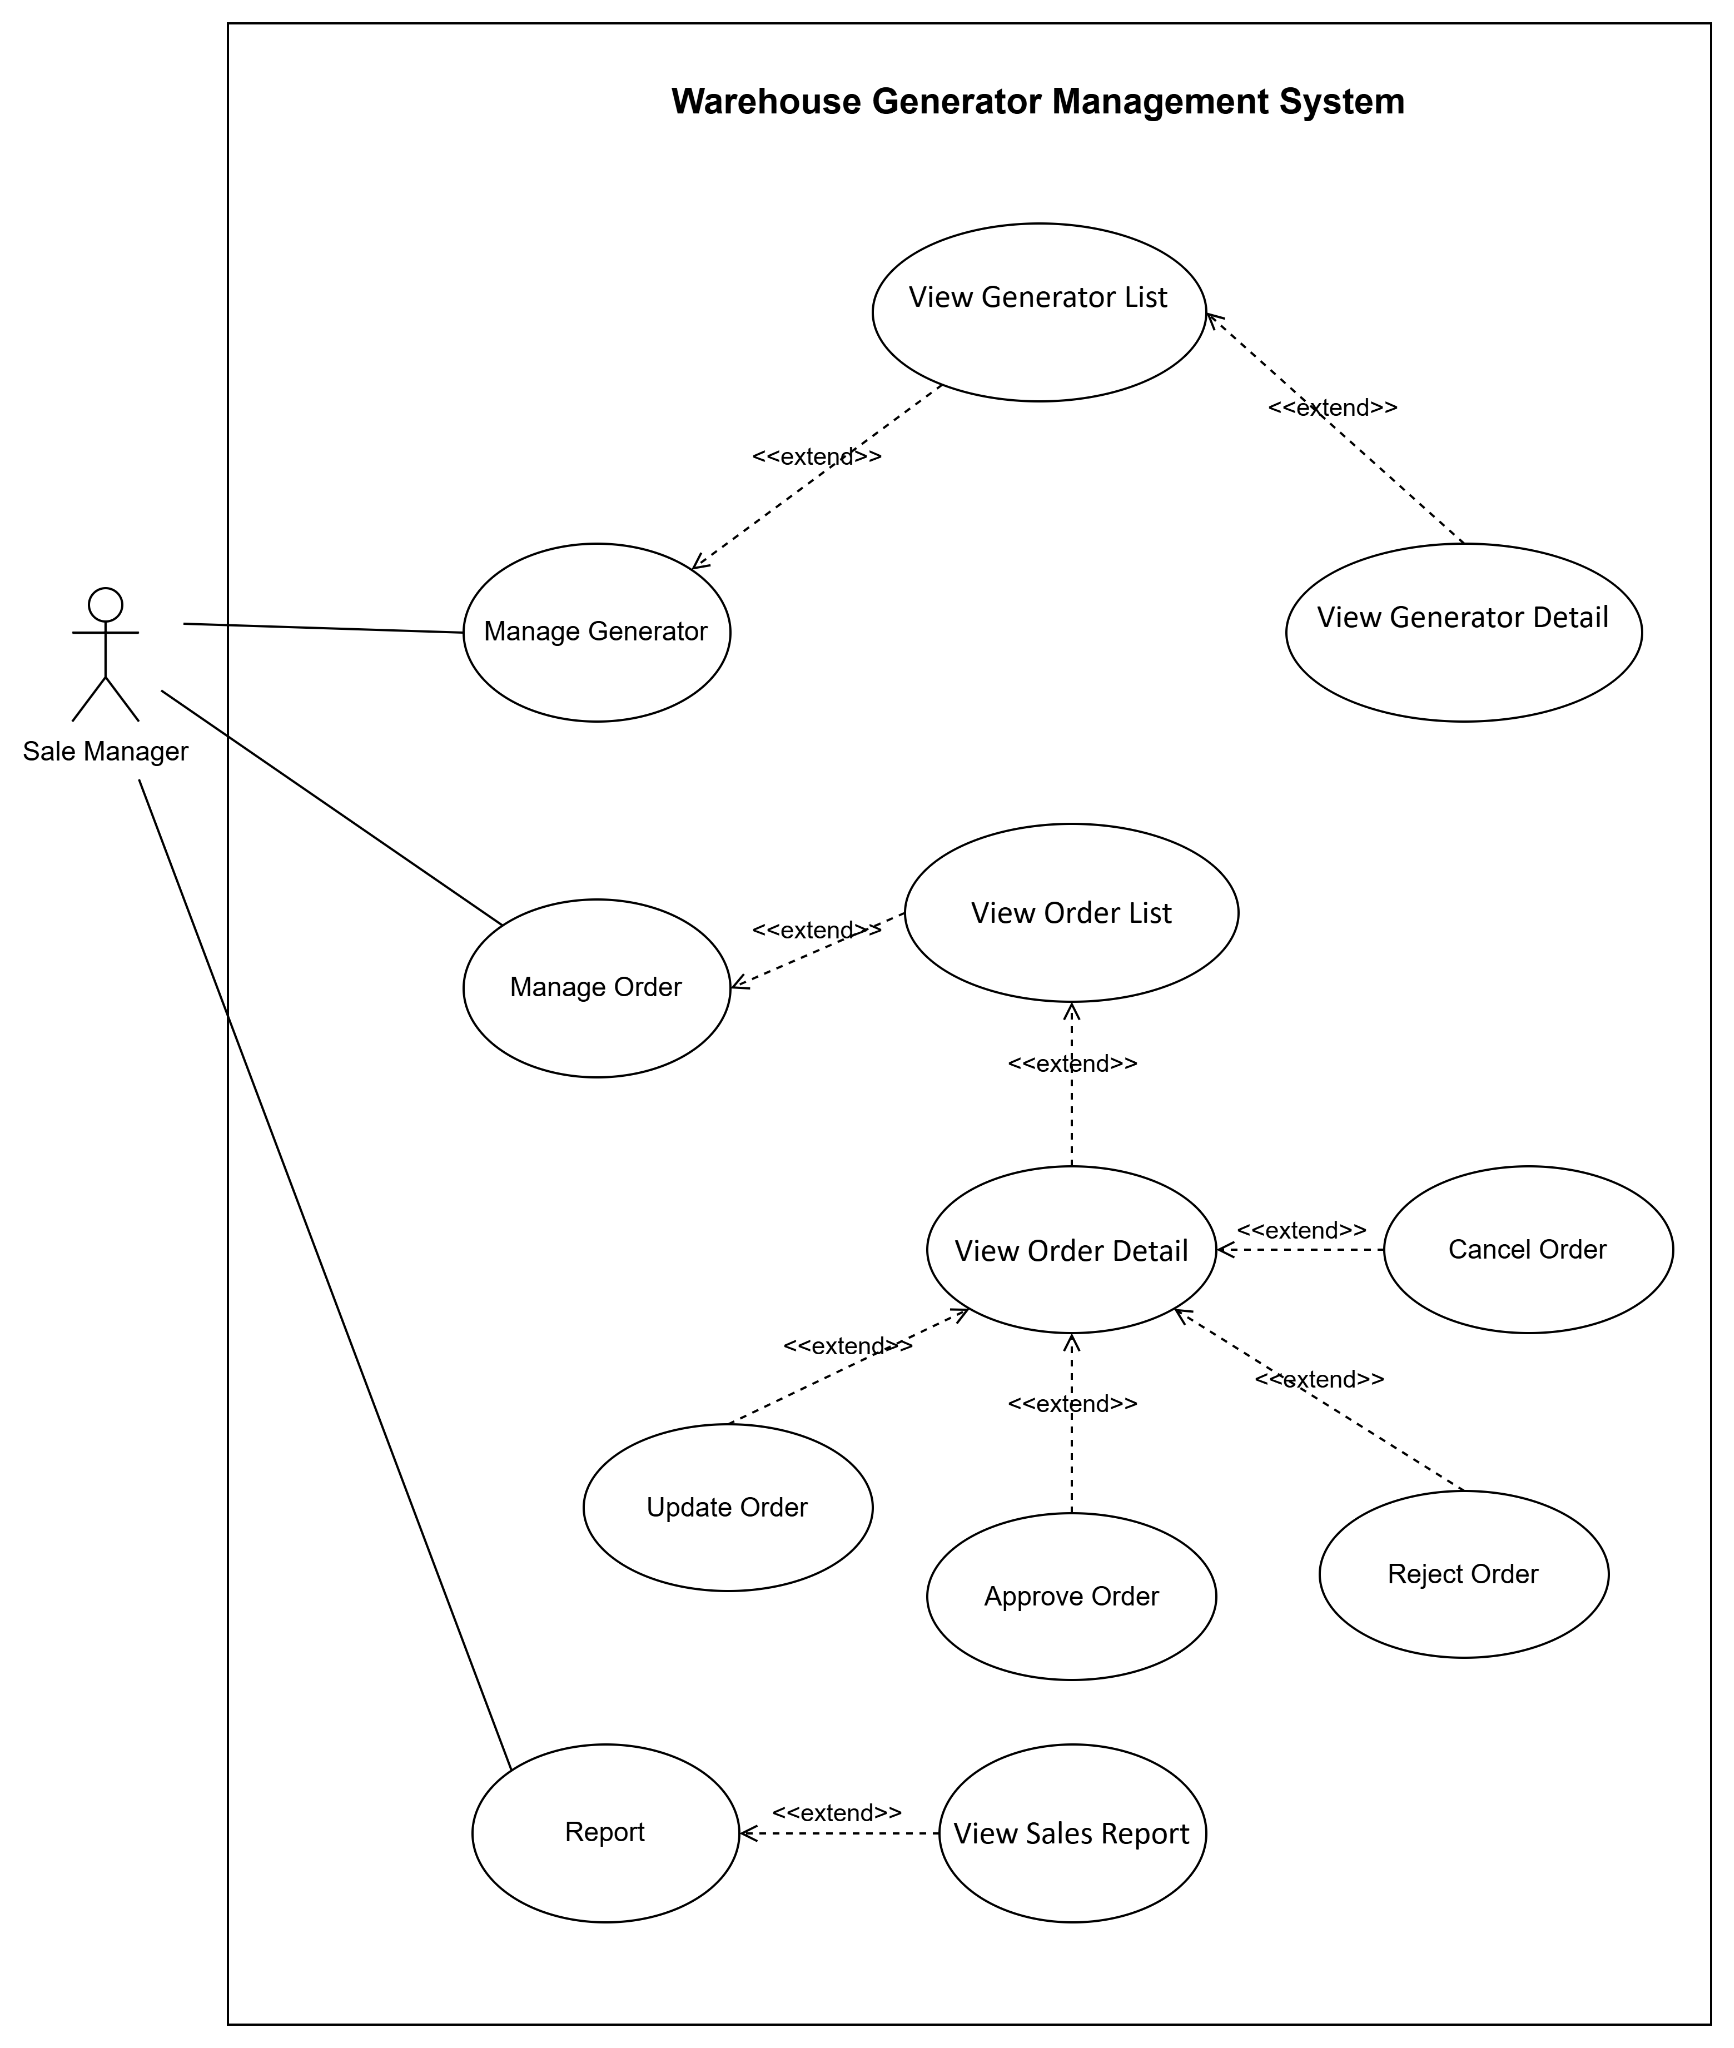 Warehouse Generator Management System
View Generator List
<<extend>>
<<extend>>
Manage Generator
View Generator Detail
Sale Manager
View Order List
<<extend>>
Manage Order
<<extend>>
View Order Detail
<<extend>>
Cancel Order
<<extend>>
<<extend>>
<<extend>>
Update Order
Approve Order
Reject Order
Report
<<extend>>
View Sales Report